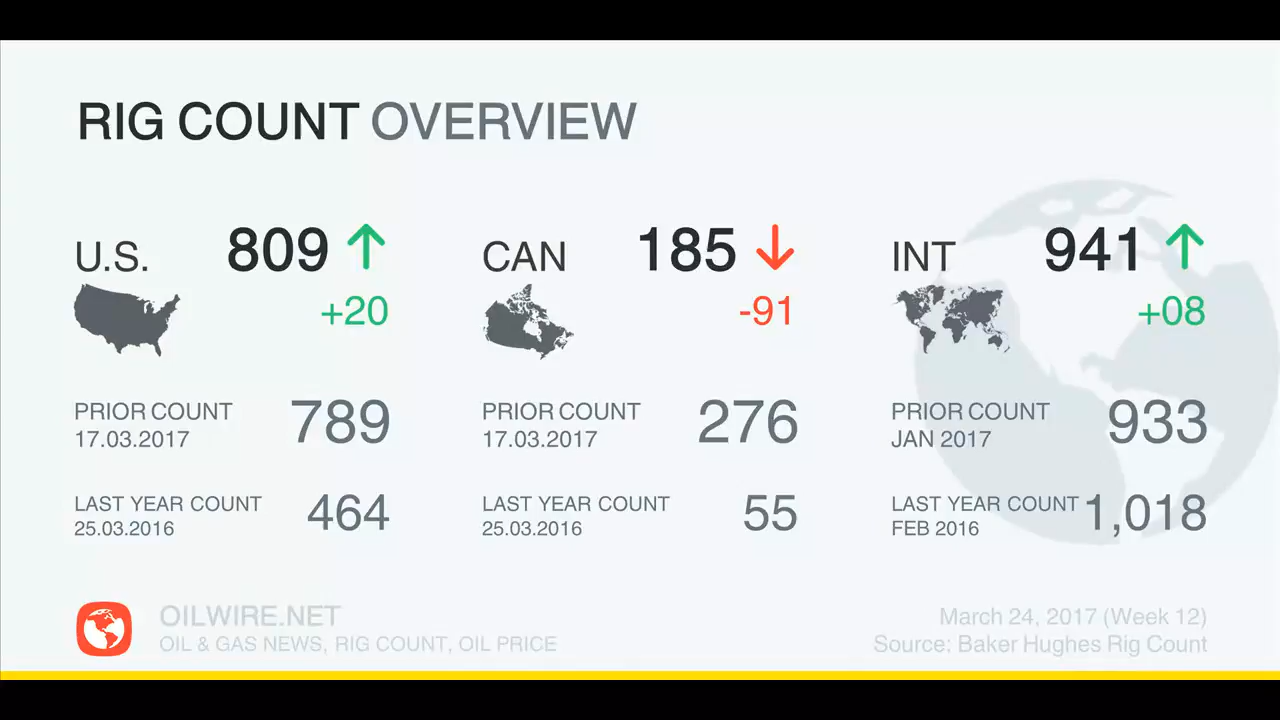 RIG COUNT OVERVIEW
U.S. 809
+20
PRIOR COUNT
17.03.2017
789
LAST YEAR COUNT
25.03.2016
464
CAN 185
-91
PRIOR COUNT
17.03.2017
276
LAST YEAR COUNT
25.03.2016
55
INT 941
+08
PRIOR COUNT
JAN 2017
933
LAST YEAR COUNT
FEB 2016
1,018
OILWIRE.NET
OIL & GAS NEWS, RIG COUNT, OIL PRICE
March 24, 2017 (Week 12)
Source: Baker Hughes Rig Count